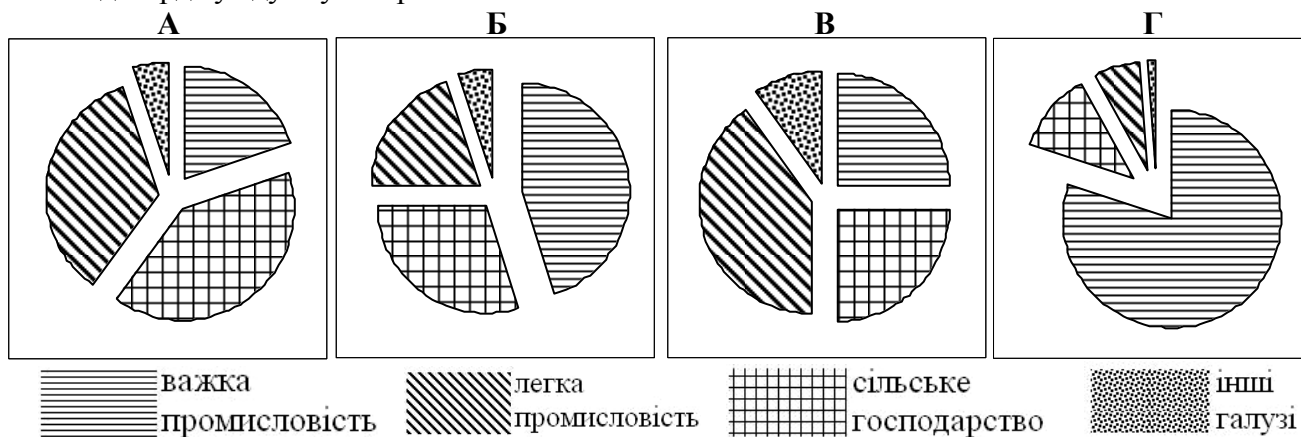 А Б В Г
важка промисловість
легка промисловість
сільське господарство
інші галузі